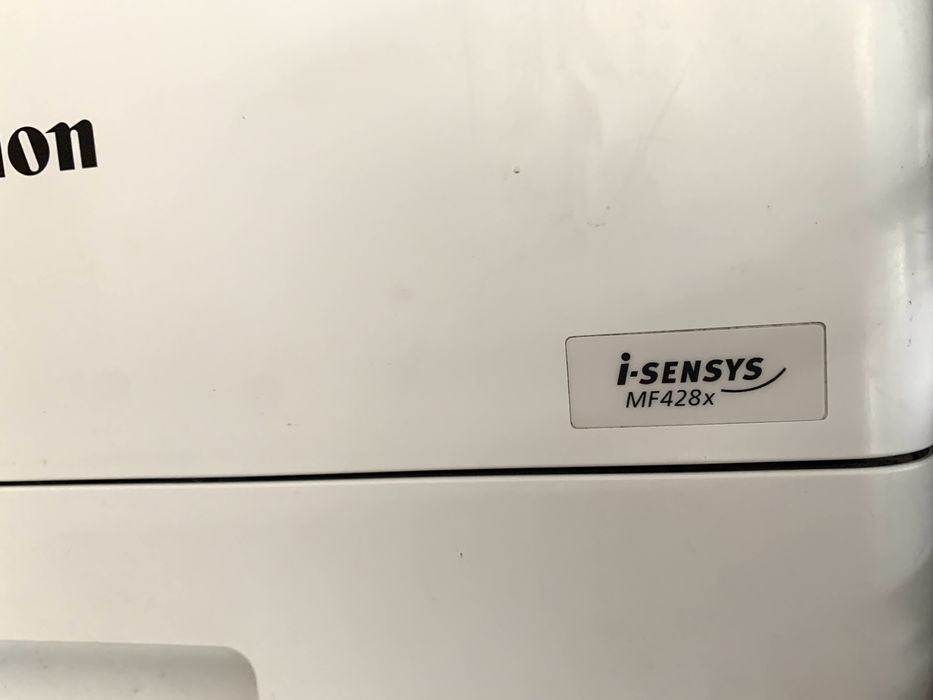 non
i-SENSYS
MF428x